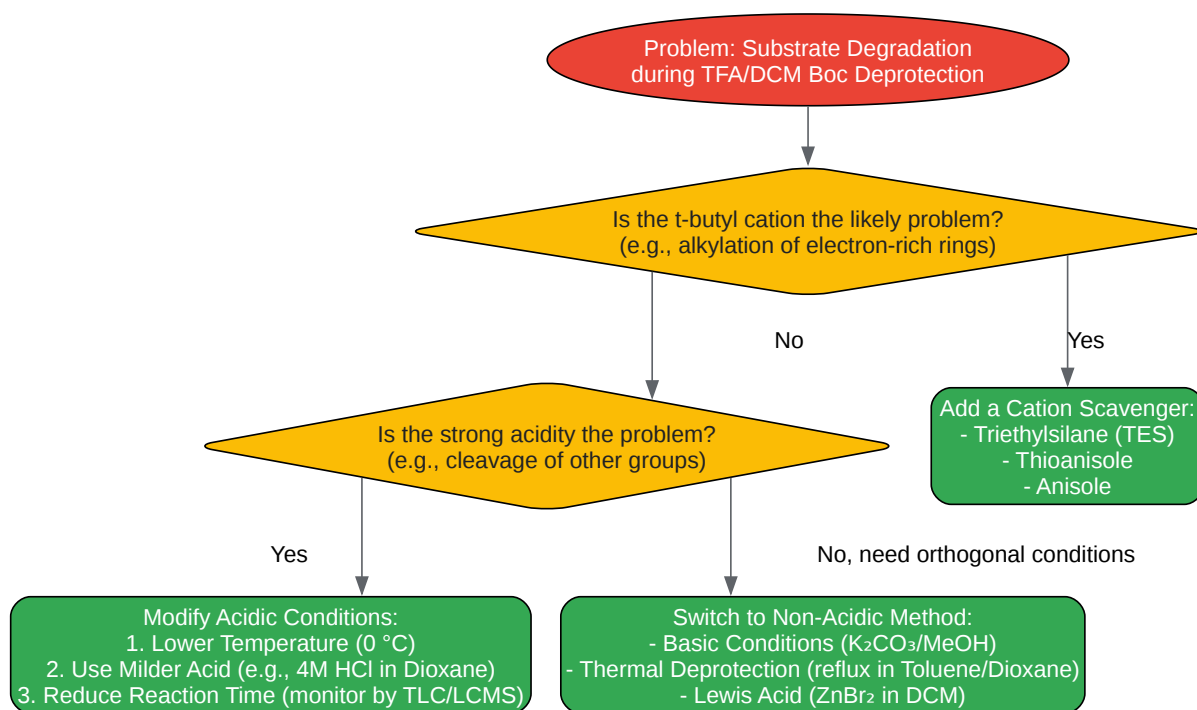 Problem: Substrate Degradation
during TFA/DCM Boc Deprotection
Is the t-butyl cation the likely problem?
(e.g., alkylation of electron-rich rings)
No
Yes
Is the strong acidity the problem?
(e.g., cleavage of other groups)
Add a Cation Scavenger:
- Triethylsilane (TES)
- Thioanisole
- Anisole
Yes
No, need orthogonal conditions
Modify Acidic Conditions:
1. Lower Temperature (0 °C)
2. Use Milder Acid (e.g., 4M HCl in Dioxane)
3. Reduce Reaction Time (monitor by TLC/LCMS)
Switch to Non-Acidic Method:
- Basic Conditions (K₂CO₃/MeOH)
- Thermal Deprotection (reflux in Toluene/Dioxane)
- Lewis Acid (ZnBr₂ in DCM)